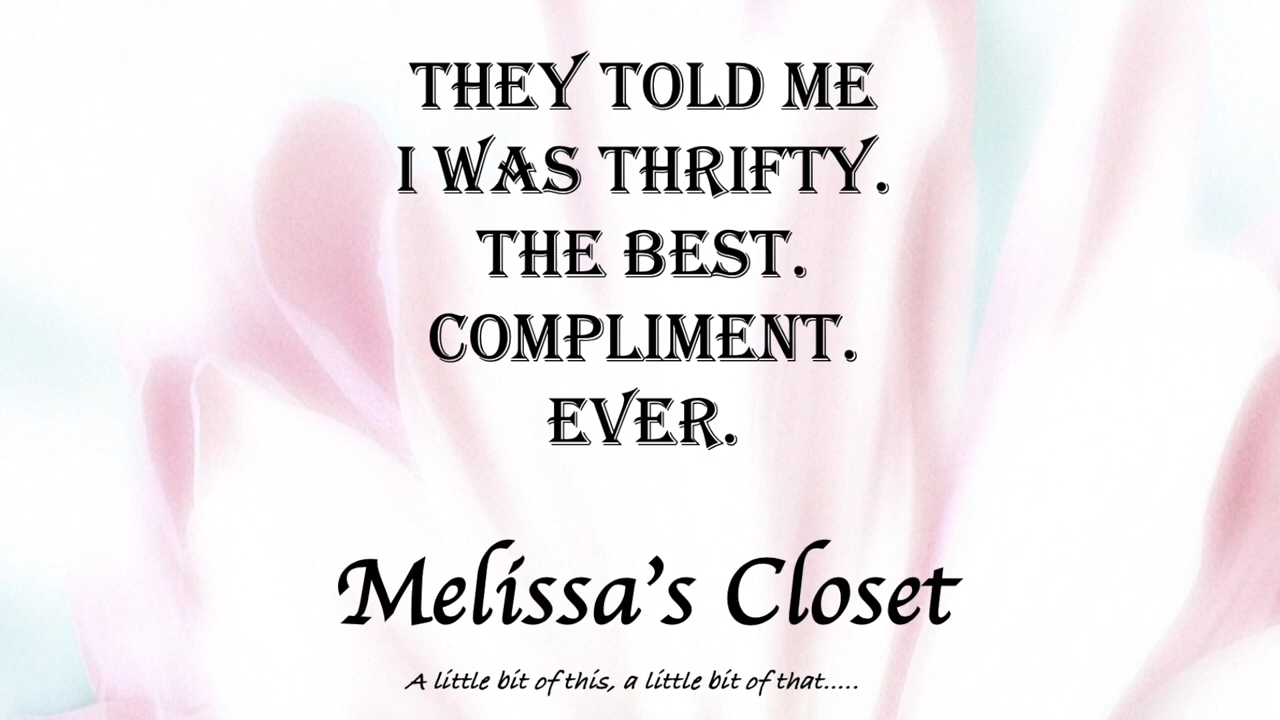 THEY TOLD ME
I WAS THRIFTY.
THE BEST.
COMPLIMENT.
EVER.
Melissa's Closet
A little bit of this, a little bit of that.....